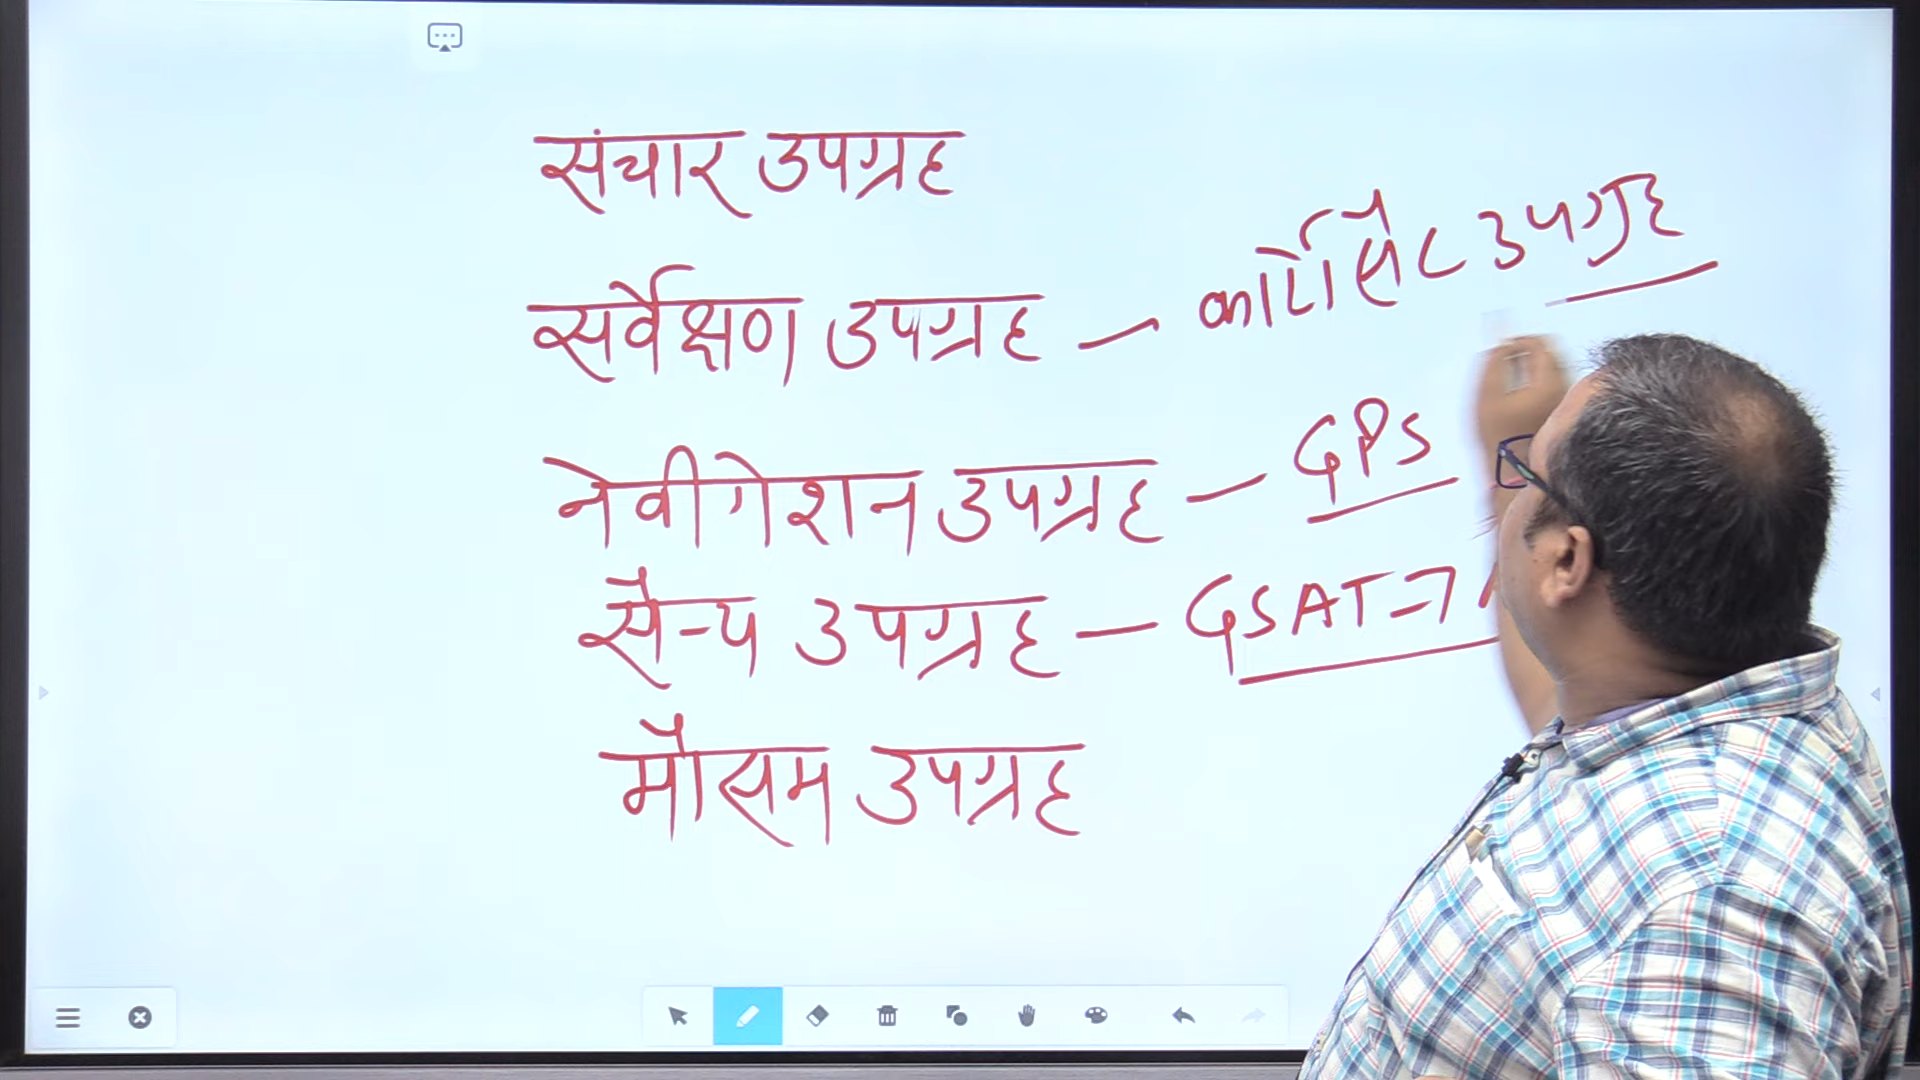 संचार उपग्रह
सर्वेक्षण उपग्रह — कार्टोसैट उपग्रह
नेवीगेशन उपग्रह — GPS
सैन्य उपग्रह — GSAT-7
मौसम उपग्रह